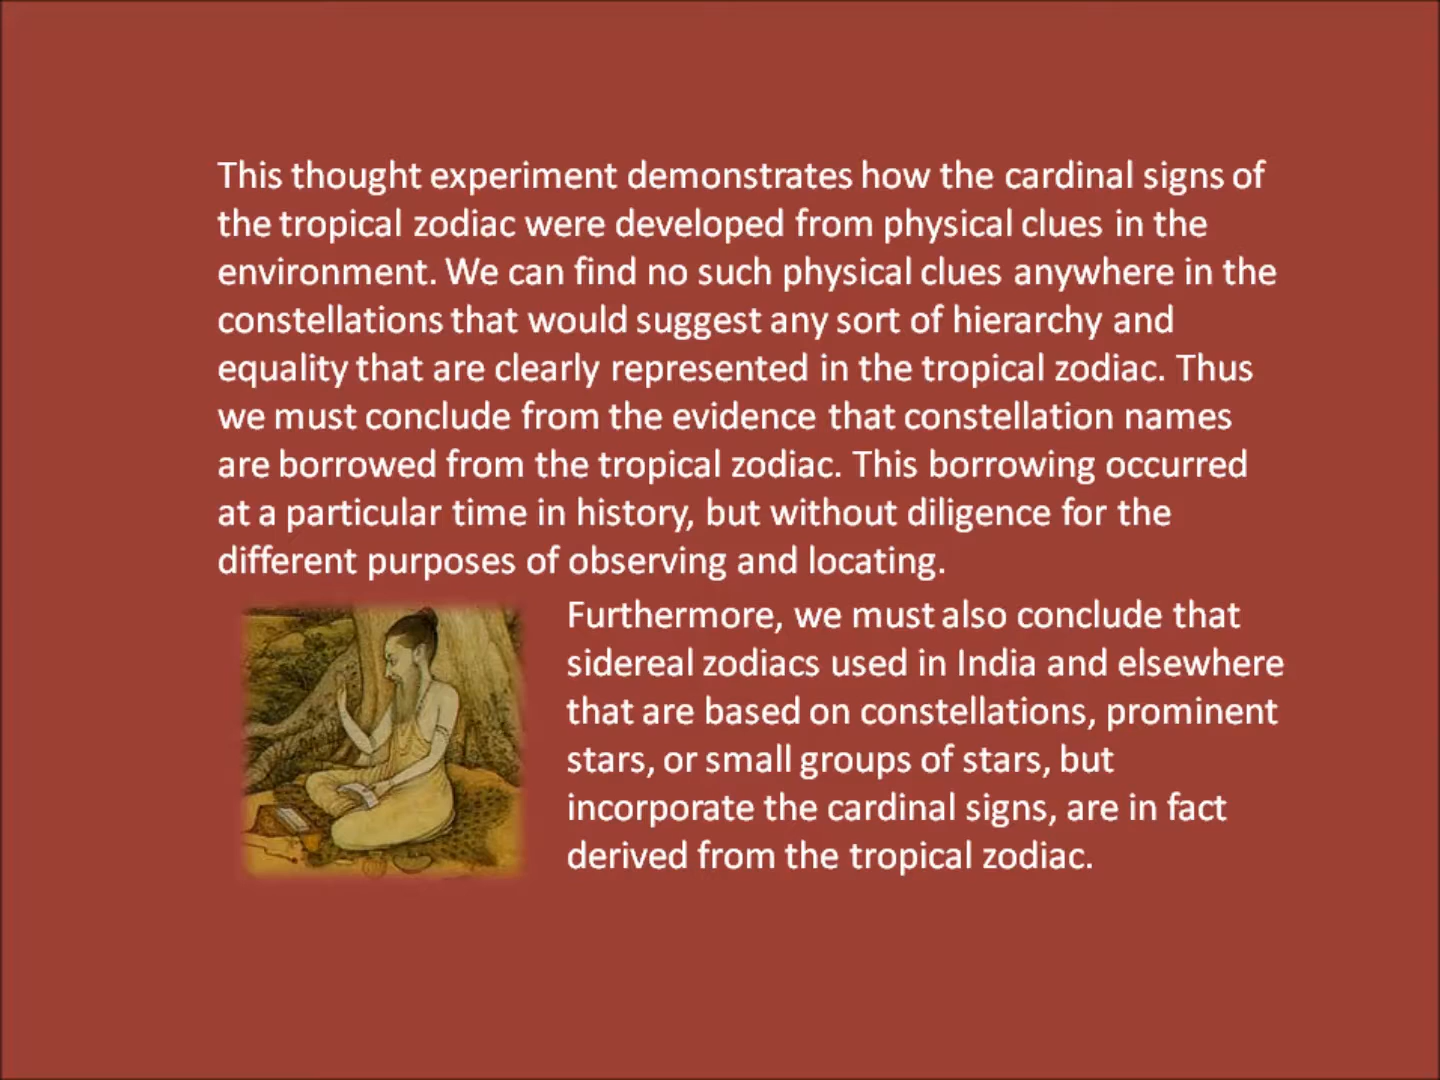 This thought experiment demonstrates how the cardinal signs of
the tropical zodiac were developed from physical clues in the
environment. We can find no such physical clues anywhere in the
constellations that would suggest any sort of hierarchy and
equality that are clearly represented in the tropical zodiac. Thus
we must conclude from the evidence that constellation names
are borrowed from the tropical zodiac. This borrowing occurred
at a particular time in history, but without diligence for the
different purposes of observing and locating.
Furthermore, we must also conclude that
sidereal zodiacs used in India and elsewhere
that are based on constellations, prominent
stars, or small groups of stars, but
incorporate the cardinal signs, are in fact
derived from the tropical zodiac.